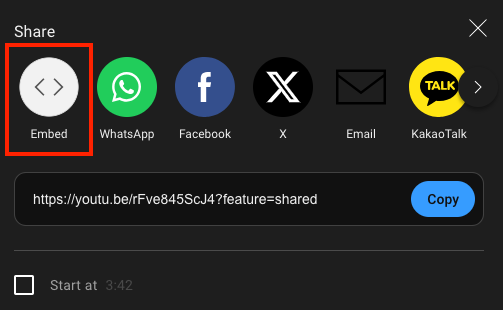 Share
Embed
WhatsApp
f
Facebook
X
Email
TALK
KakaoTalk
https://youtu.be/rFve845ScJ4?feature=shared
Copy
Start at 3:42